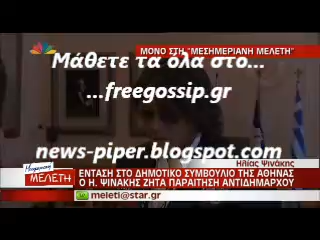 ΜΟΝΟ ΣΤΗ "ΜΕΣΗΜΕΡΙΑΝΗ ΜΕΛΕΤΗ"
Μάθετε τα όλα στο...
...freegossip.gr
news-piper.blogspot.com
Ηλίας Ψινάκης
Μεσημεριανή
ΜΕΛΕΤΗ
ΕΝΤΑΣΗ ΣΤΟ ΔΗΜΟΤΙΚΟ ΣΥΜΒΟΥΛΙΟ ΤΗΣ ΑΘΗΝΑΣ
Ο Η. ΨΙΝΑΚΗΣ ΖΗΤΑ ΠΑΡΑΙΤΗΣΗ ΑΝΤΙΔΗΜΑΡΧΟΥ
meleti@star.gr